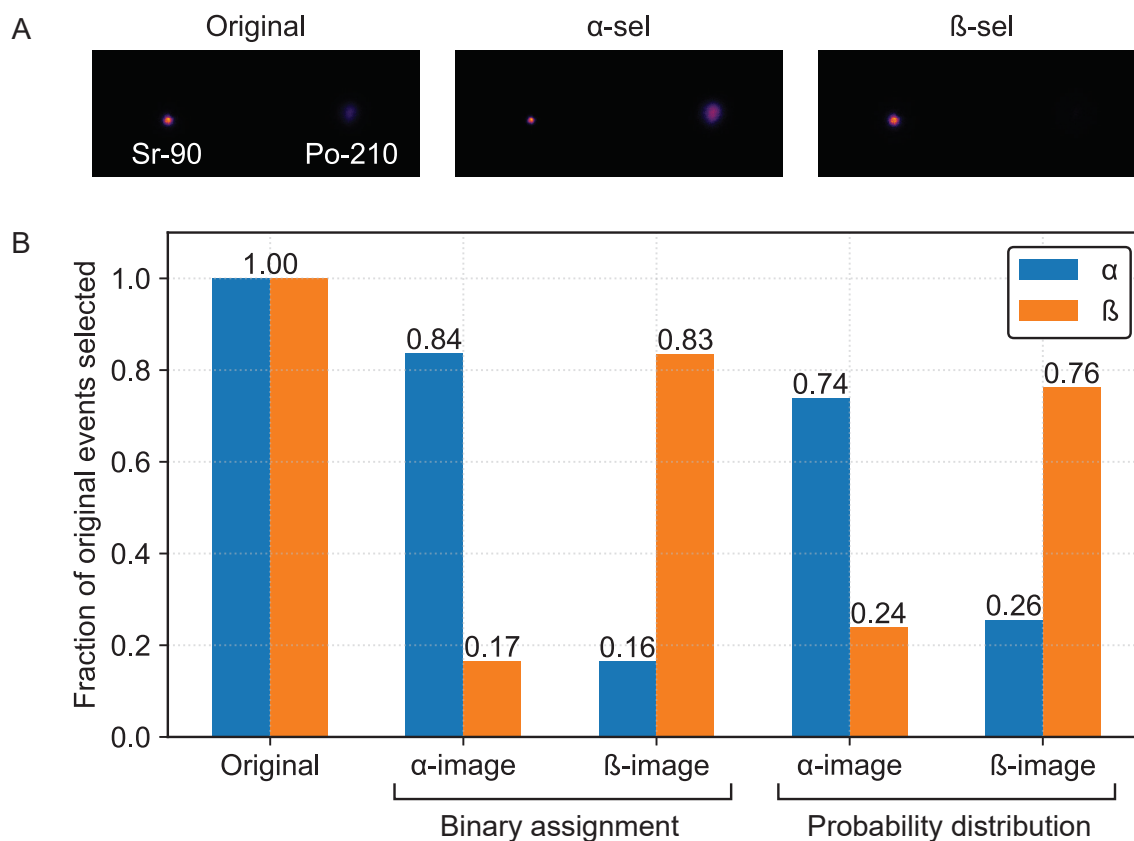 A
Original
α-sel
ß-sel
Sr-90
Po-210
B
Fraction of original events selected
1.0
0.8
0.6
0.4
0.2
0.0
1.00
0.84
0.17
0.16
0.83
0.74
0.24
0.26
0.76
α
ß
Original
α-image
ß-image
α-image
ß-image
Binary assignment
Probability distribution